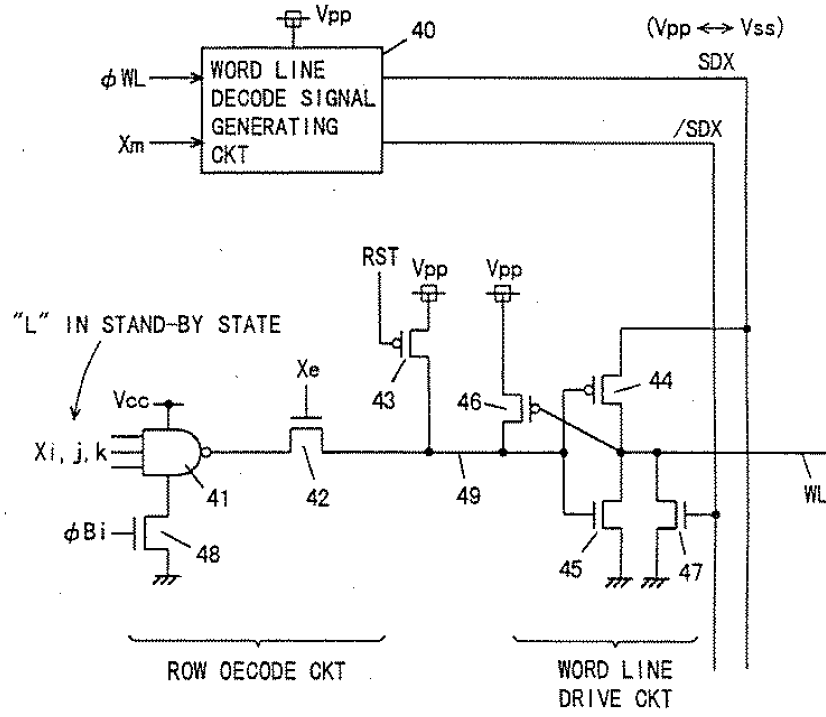 Vpp
40
(Vpp ↔ Vss)
φWL
WORD LINE
DECODE SIGNAL
GENERATING
CKT
Xm
SDX
/SDX
RST
Vpp
Vpp
"L" IN STAND-BY STATE
Xe
43
46
44
Vcc
Xi, j, k
41
42
49
WL
φBi
48
45
47
ROW OECODE CKT
WORD LINE
DRIVE CKT